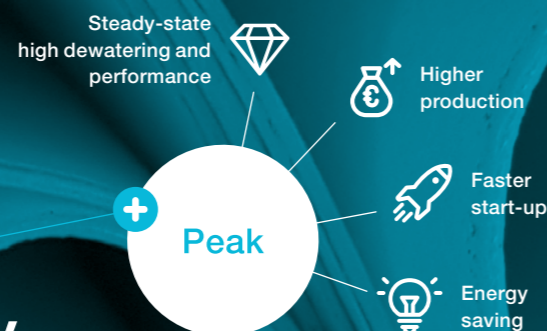 Steady-state
high dewatering and
performance
Higher
production
€
Faster
start-up
+
Peak
Energy
saving